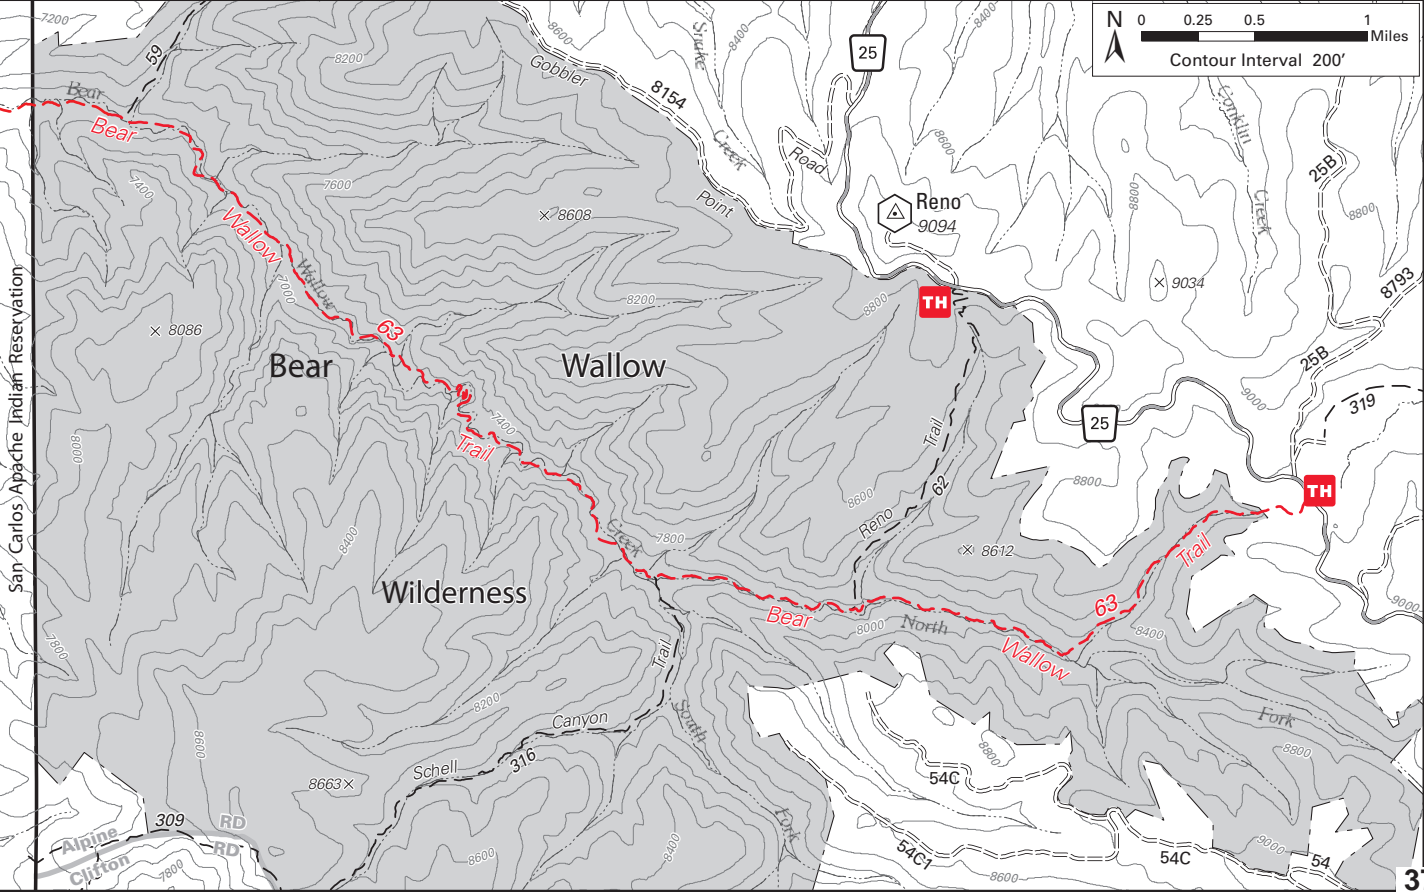 N
0 0.25 0.5 1
Miles
Contour Interval 200′
7200
59
8200
8600
Gobbler
8154
Snake
8400
25
8400
Conklin
Bear
Bear
Creek
Road
8600
25B
7400
7600
8800
Creek
Point
Reno
9094
8800
8608
Wallow
Wallow
7000
8200
8800
TH
9034
8793
San Carlos Apache Indian Reservation
8086
63
Bear
Wallow
25B
9000
319
25
7400
Trail
8000
Trail
62
8800
TH
8600
Reno
8400
Creek
7800
8612
Trail
Wilderness
63
9000
Bear
8000
North
8400
7800
Wallow
Trail
8200
South
Canyon
Fork
8600
8800
8800
Schell
316
8663
54C
309
RD
RD
Alpine
Clifton
7800
Fork
8400
8600
54C1
8600
54C
9000
54
3